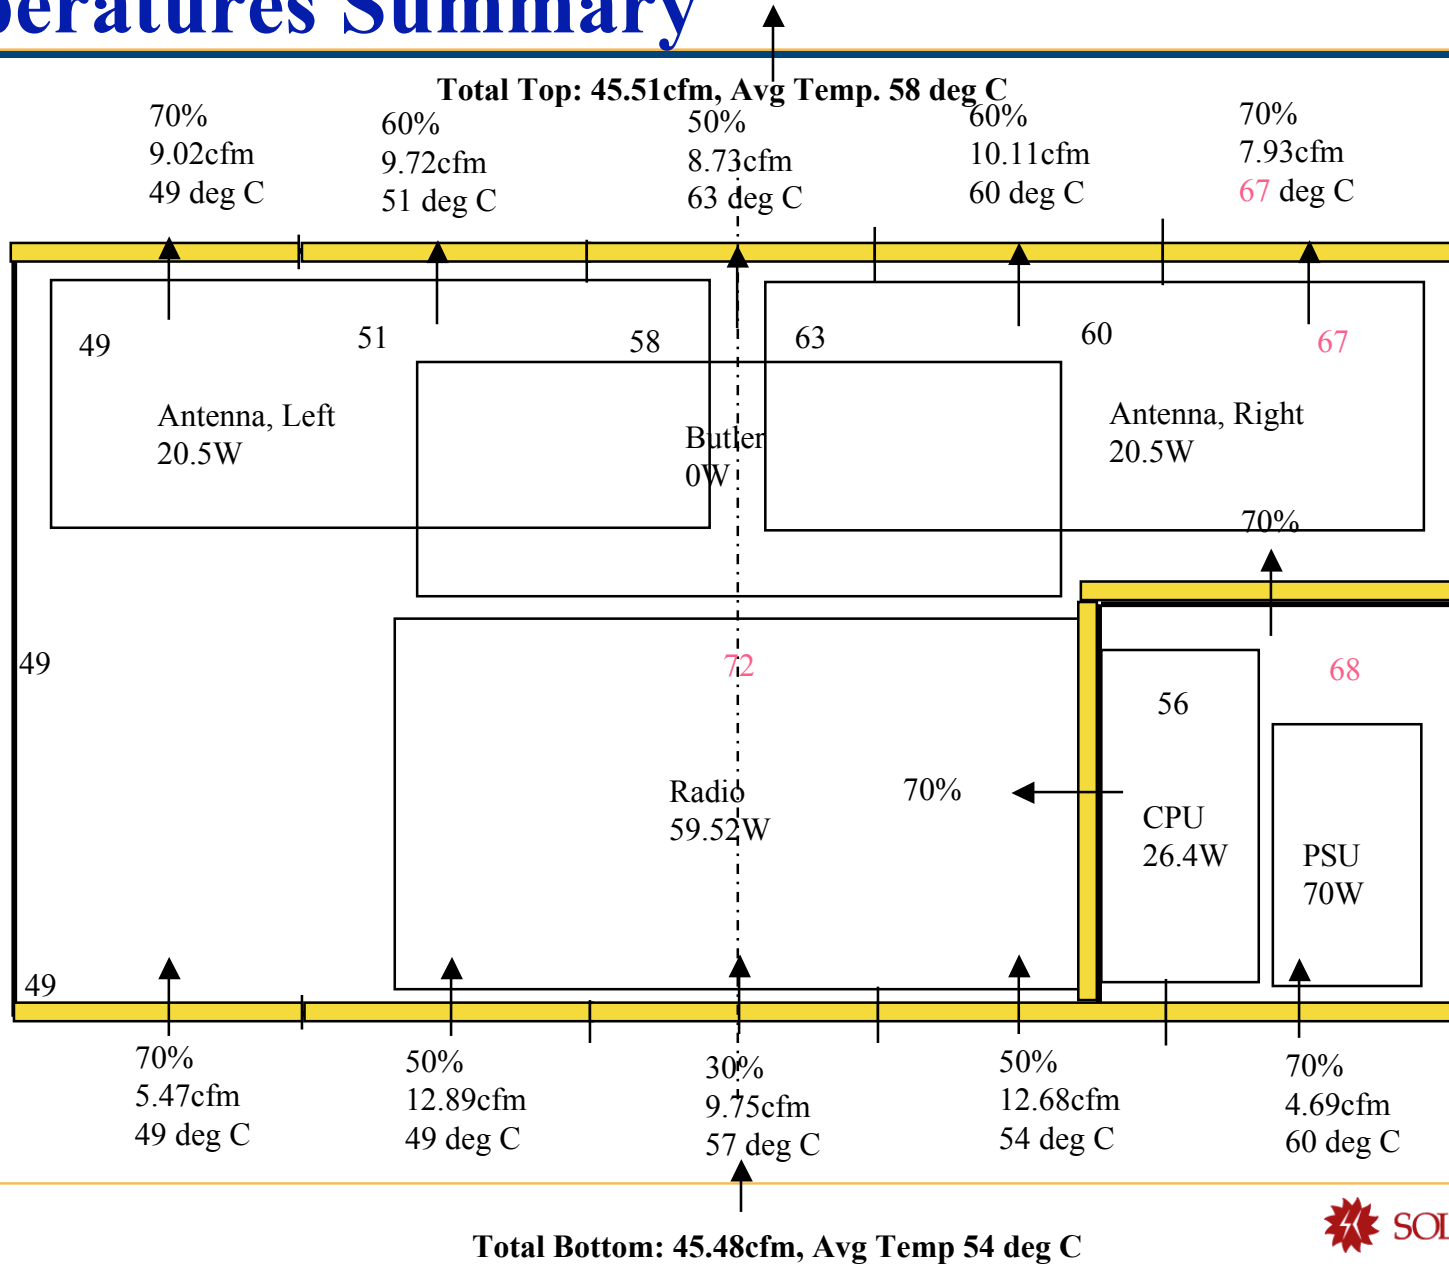 peratures Summary
Total Top: 45.51cfm, Avg Temp. 58 deg C
70%
9.02cfm
49 deg C
60%
9.72cfm
51 deg C
50%
8.73cfm
63 deg C
60%
10.11cfm
60 deg C
70%
7.93cfm
67 deg C
49
51
58
63
60
67
Antenna, Left
20.5W
Butler
0W
Antenna, Right
20.5W
70%
49
72
68
56
Radio
59.52W
70%
CPU
26.4W
PSU
70W
49
70%
5.47cfm
49 deg C
50%
12.89cfm
49 deg C
30%
9.75cfm
57 deg C
50%
12.68cfm
54 deg C
70%
4.69cfm
60 deg C
Total Bottom: 45.48cfm, Avg Temp 54 deg C
SOL